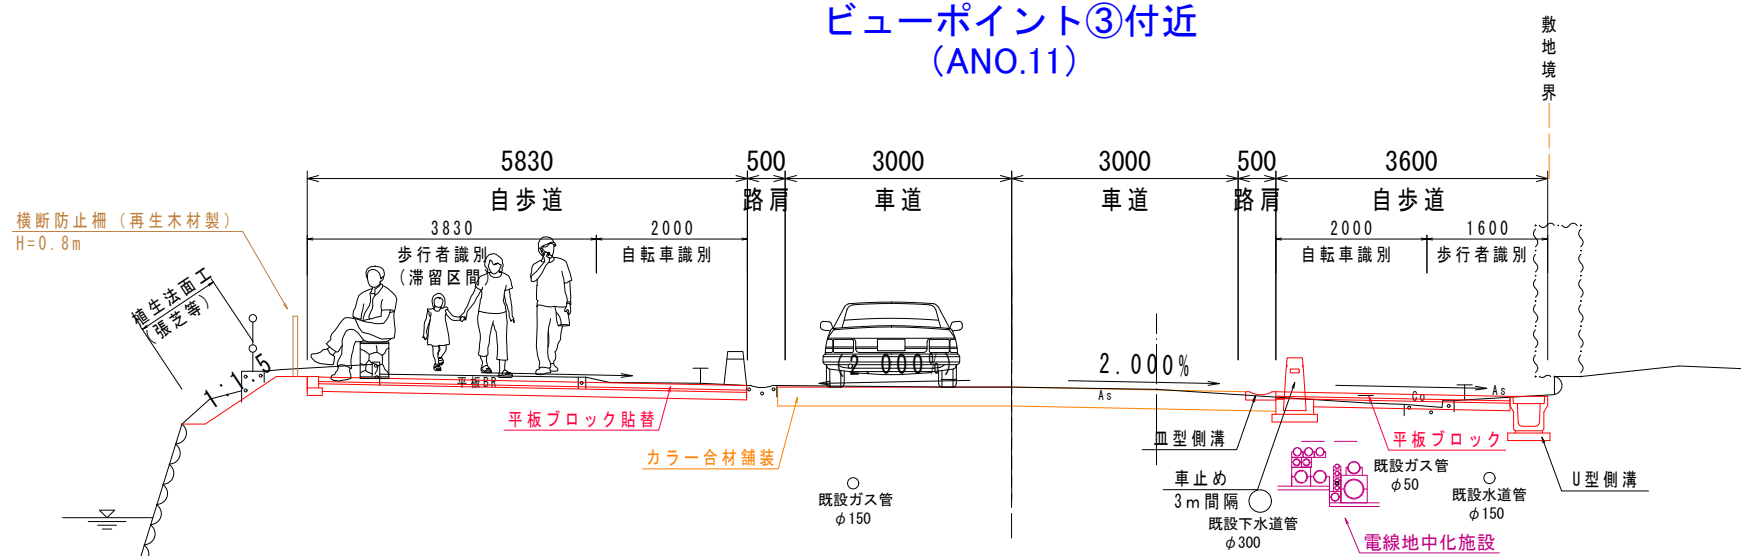 ビューポイント③付近
(ANO.11)
敷地境界
5830
500
3000
3000
500
3600
自歩道
路肩
車道
車道
路肩
自歩道
横断防止柵（再生木材製）
H=0.8m
3830
2000
2000
1600
歩行者識別
(滞留区間)
自転車識別
自転車識別
歩行者識別
植生法面工
(張芝等)
1:1.5
(2.000%)
2.000%
平板BR
As
Co
As
平板ブロック貼替
カラー合材舗装
皿型側溝
平板ブロック
車止め
3m間隔
既設ガス管
φ150
既設下水道管
φ300
既設ガス管
φ50
既設水道管
φ150
U型側溝
電線地中化施設